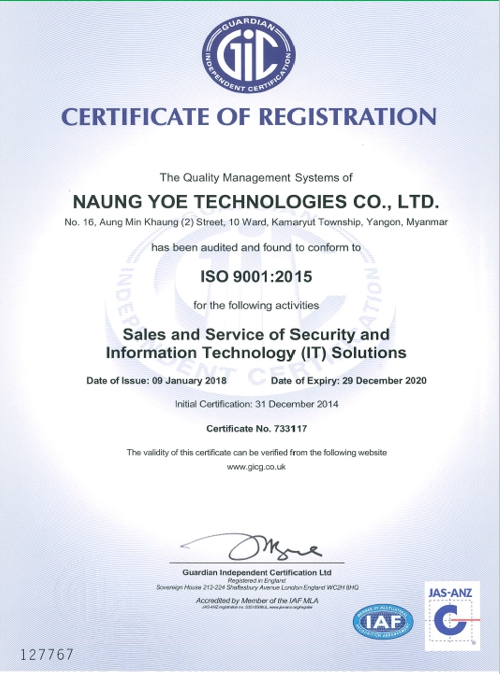 GUARDIAN
GIC
INDEPENDENT CERTIFICATION
CERTIFICATE OF REGISTRATION
The Quality Management Systems of
NAUNG YOE TECHNOLOGIES CO., LTD.
No. 16, Aung Min Khaung (2) Street, 10 Ward, Kamaryut Township, Yangon, Myanmar
has been audited and found to conform to
ISO 9001:2015
for the following activities
Sales and Service of Security and
Information Technology (IT) Solutions
Date of Issue: 09 January 2018 Date of Expiry: 29 December 2020
Initial Certification: 31 December 2014
Certificate No. 733117
The validity of this certificate can be verified from the following website
www.gicg.co.uk
Guardian Independent Certification Ltd
Registered in England
Sovereign House 212-224 Shaftesbury Avenue London England WC2H 8HQ
Accredited by Member of the IAF MLA
JAS-ANZ
IAF
127767